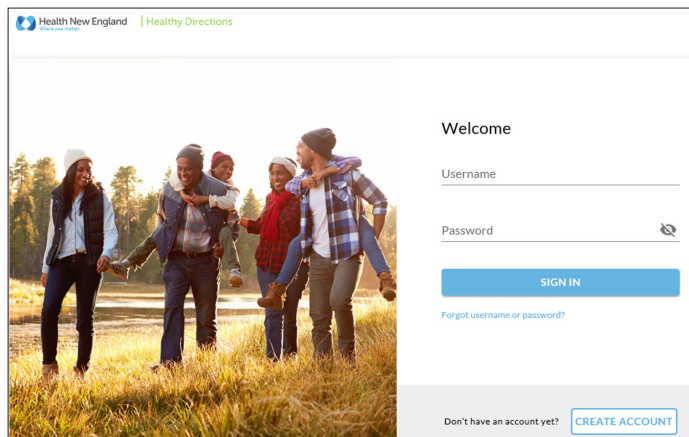 Health New England | Healthy Directions
Where you matter.
Welcome
Username
Password
SIGN IN
Forgot username or password?
Don't have an account yet? CREATE ACCOUNT